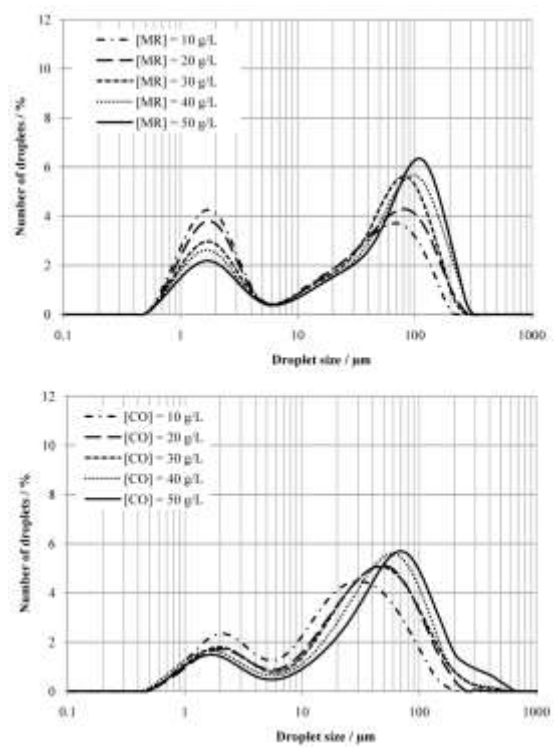 12
10
8
6
4
2
0
Number of droplets / %
[MR] = 10 g/L
[MR] = 20 g/L
[MR] = 30 g/L
[MR] = 40 g/L
[MR] = 50 g/L
0,1 1 10 100 1000
Droplet size / µm
12
10
8
6
4
2
0
Number of droplets / %
[CO] = 10 g/L
[CO] = 20 g/L
[CO] = 30 g/L
[CO] = 40 g/L
[CO] = 50 g/L
0.1 1 10 100 1000
Droplet size / µm